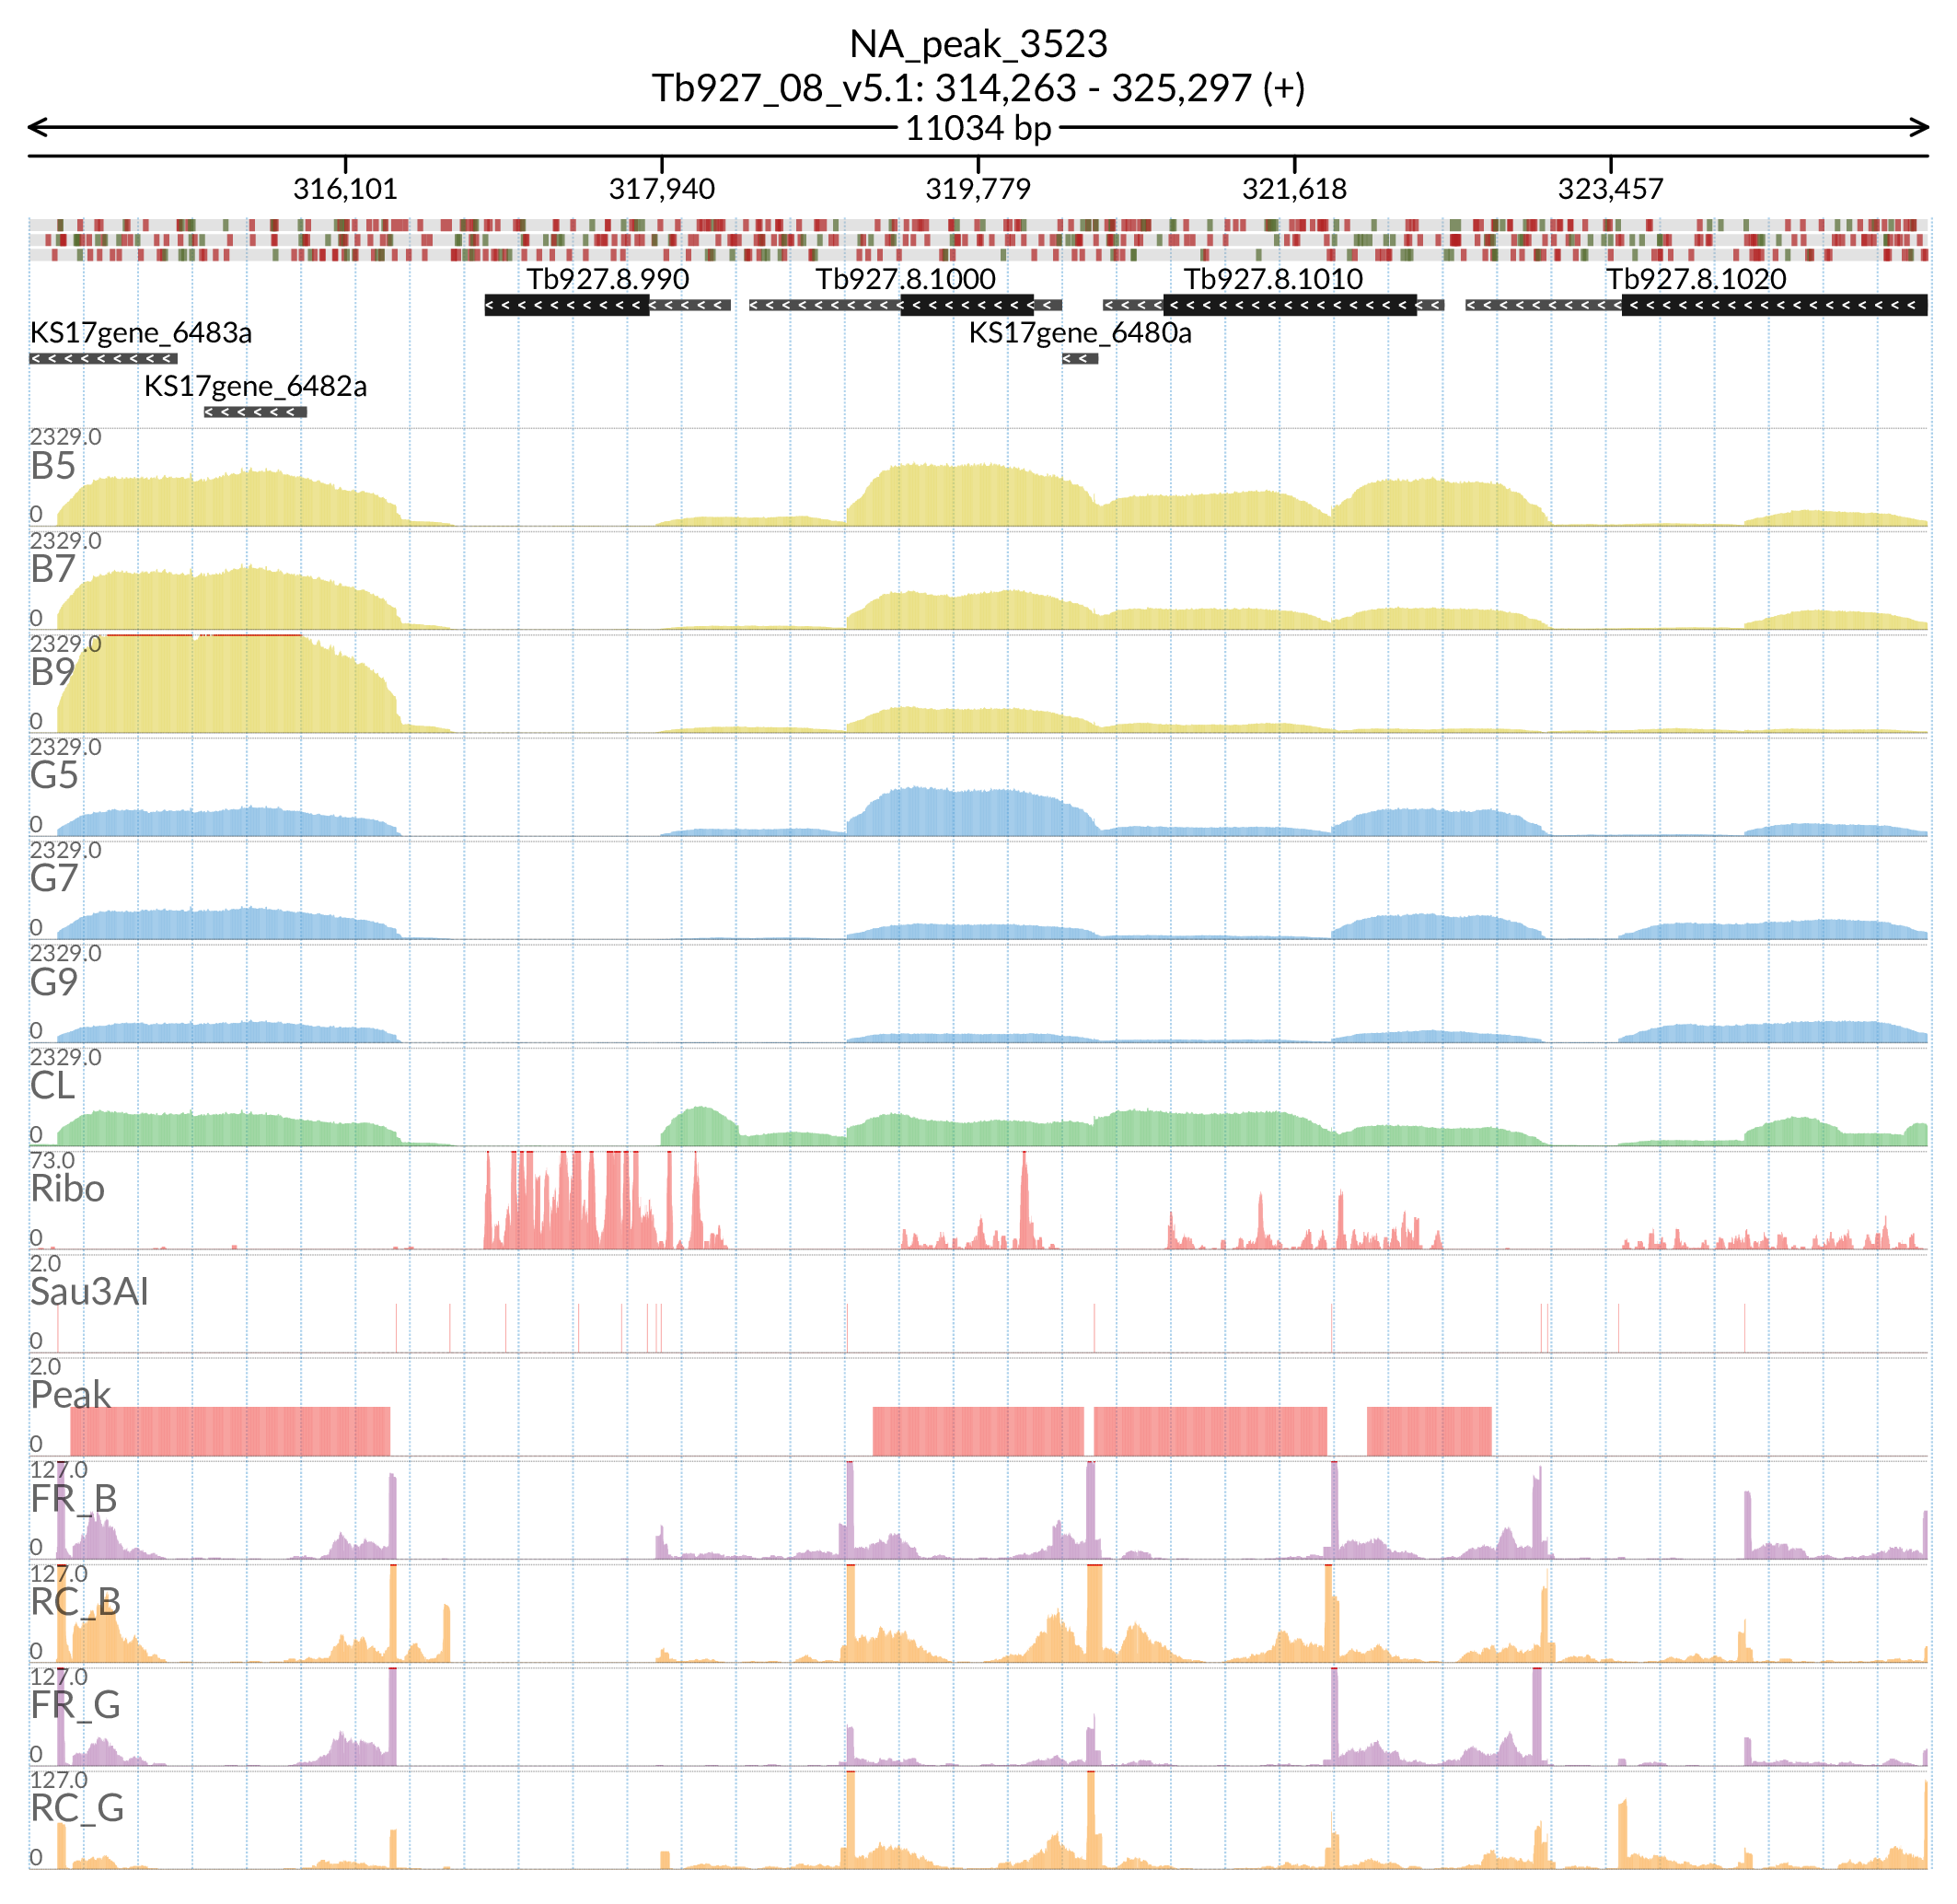 NA_peak_3523
Tb927_08_v5.1: 314,263 - 325,297 (+)
11034 bp
316,101 317,940 319,779 321,618 323,457
Tb927.8.990 Tb927.8.1000 Tb927.8.1010 Tb927.8.1020
KS17gene_6483a KS17gene_6480a
KS17gene_6482a
2329.0
B5
0
2329.0
B7
0
2329.0
B9
0
2329.0
G5
0
2329.0
G7
0
2329.0
G9
0
2329.0
CL
0
73.0
Ribo
0
2.0
Sau3AI
0
2.0
Peak
0
127.0
FR_B
0
127.0
RC_B
0
127.0
FR_G
0
127.0
RC_G
0